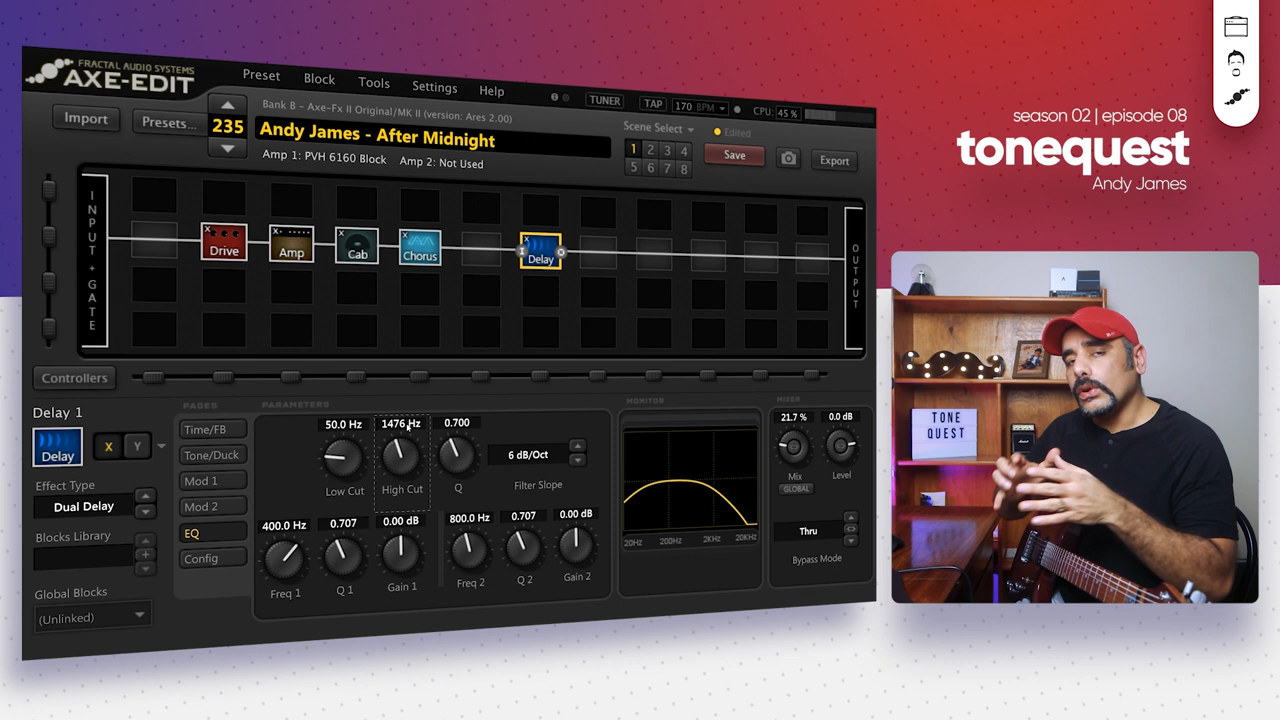 FRACTAL AUDIO SYSTEMS
AXE-EDIT
Preset Block Tools Settings Help
TUNER TAP 170 BPM CPU: 45 %
Import Presets... 235
Bank B - Axe-Fx II Original/MK II (version: Ares 2.00)
Andy James - After Midnight
Amp 1: PVH 6160 Block Amp 2: Not Used
Scene Select Edited
1 2 3 4
5 6 7 8
Save Export
INPUT + GATE
Drive Amp Cab Chorus Delay
OUTPUT
Controllers
Delay 1
Delay
X Y
Effect Type
Dual Delay
Blocks Library
Global Blocks
(Unlinked)
PAGES
Time/FB
Tone/Duck
Mod 1
Mod 2
EQ
Config
PARAMETERS
50.0 Hz 1476 Hz 0.700
6 dB/Oct
Low Cut High Cut Q Filter Slope
400.0 Hz 0.707 0.00 dB 800.0 Hz 0.707 0.00 dB
Freq 1 Q 1 Gain 1 Freq 2 Q 2 Gain 2
MONITOR
20Hz 200Hz 2KHz 20KHz
MIXER
21.7 % 0.0 dB
Mix Level
GLOBAL
Thru
Bypass Mode
season 02 | episode 08
tonequest
Andy James
TONE
QUEST
Marshall